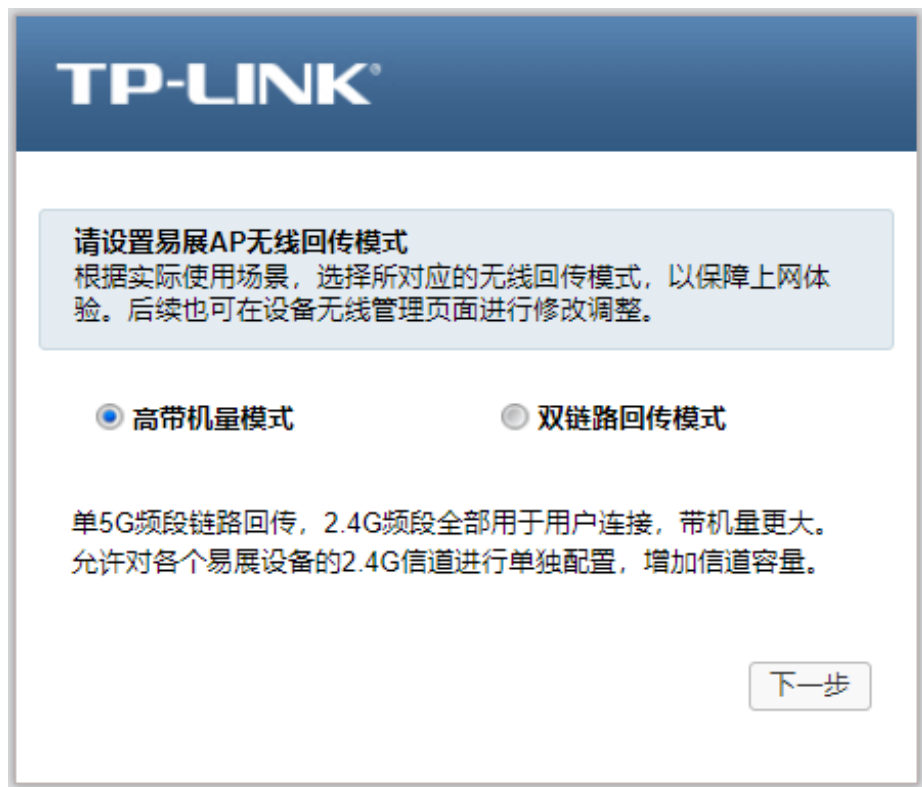 TP-LINK®
请设置易展AP无线回传模式
根据实际使用场景，选择所对应的无线回传模式，以保障上网体
验。后续也可在设备无线管理页面进行修改调整。
高带机量模式
双链路回传模式
单5G频段链路回传，2.4G频段全部用于用户连接，带机量更大。
允许对各个易展设备的2.4G信道进行单独配置，增加信道容量。
下一步